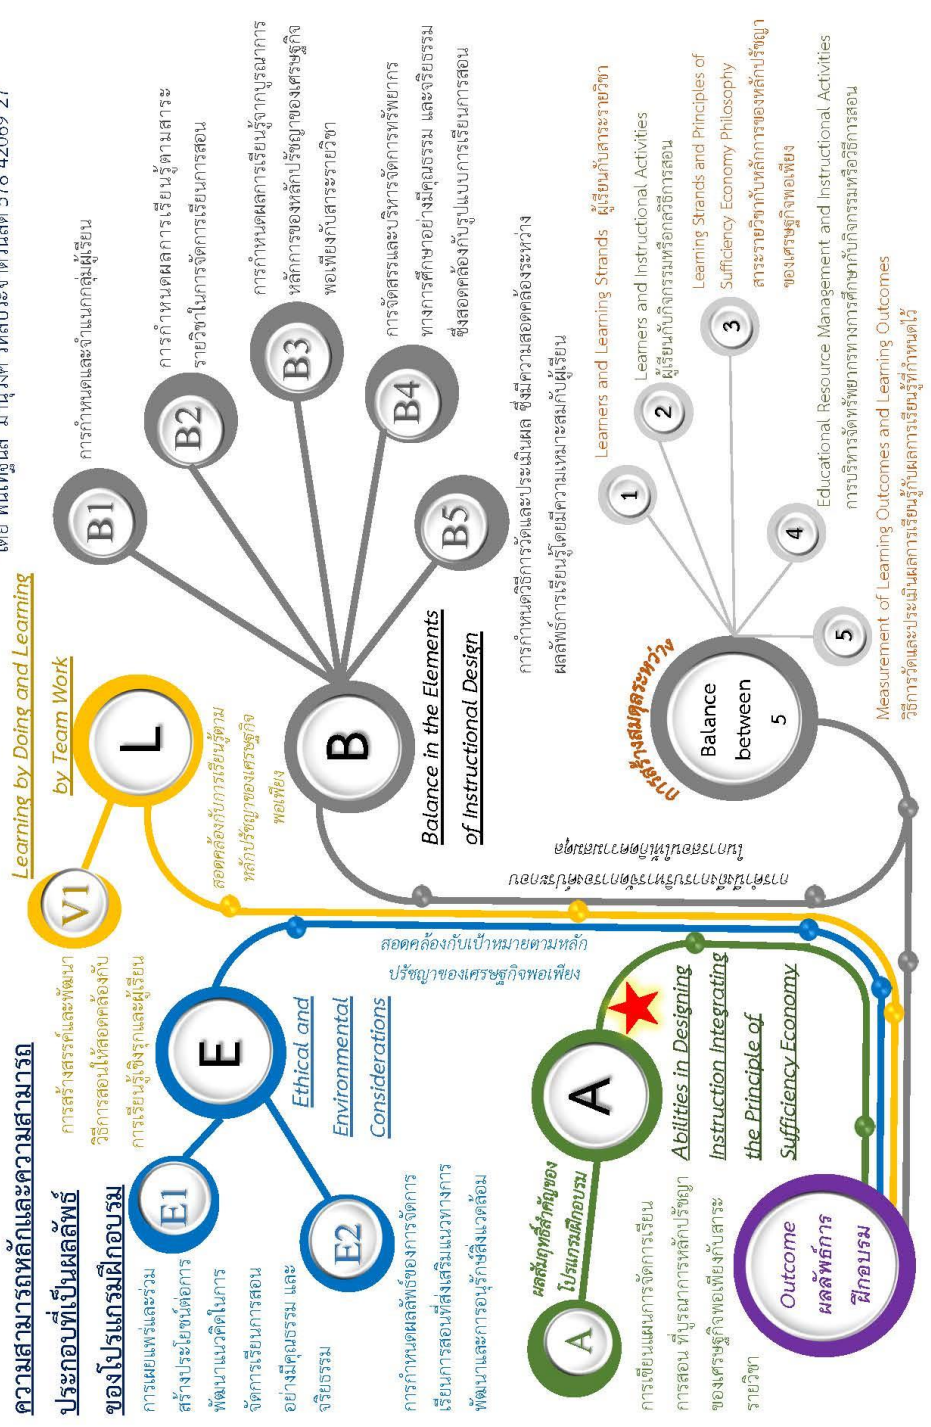 ความสามารถหลักและความสามารถ
ประกอบที่เป็นผลลัพธ์
ของโปรแกรมฝึกอบรม
Learning by Doing and Learning
by Team Work
L
V1
การสร้างสรรค์และพัฒนา
วิธีการสอนให้สอดคล้องกับ
การเรียนรู้เชิงรุกและผู้เรียน
สอดคล้องกับการเรียนรู้ตาม
หลักปรัชญาของเศรษฐกิจ
พอเพียง
E
Ethical and
Environmental
Considerations
E1
การเผยแพร่และร่วม
สร้างประโยชน์ต่อการ
พัฒนาแนวคิดในการ
จัดการเรียนการสอน
อย่างมีคุณธรรม และ
จริยธรรม
E2
การกำหนดผลลัพธ์ของการจัดการ
เรียนการสอนที่ส่งเสริมแนวทางการ
พัฒนาและการอนุรักษ์สิ่งแวดล้อม
สอดคล้องกับเป้าหมายตามหลัก
ปรัชญาของเศรษฐกิจพอเพียง
B
Balance in the Elements
of Instructional Design
B1
การกำหนดและจำแนกกลุ่มผู้เรียน
B2
การกำหนดผลการเรียนรู้ตามสาระ
รายวิชาในการจัดการเรียนการสอน
B3
การกำหนดผลการเรียนรู้จากบูรณาการ
หลักการของหลักปรัชญาของเศรษฐกิจ
พอเพียงกับสาระรายวิชา
B4
การจัดสรรและบริหารจัดการทรัพยากร
ทางการศึกษาอย่างมีคุณธรรม และจริยธรรม
ซึ่งสอดคล้องกับรูปแบบการเรียนการสอน
B5
การกำหนดวิธีการวัดและประเมินผล ซึ่งมีความสอดคล้องระหว่าง
ผลลัพธ์การเรียนรู้โดยมีความเหมาะสมกับผู้เรียน
การคำนึงถึงการบริหารจัดการองค์ประกอบ
ในการสอนให้เกิดความสมดุล
A
ผลสัมฤทธิ์สำคัญของ
โปรแกรมฝึกอบรม
A
Abilities in Designing
Instruction Integrating
the Principle of
Sufficiency Economy
การเขียนแผนการจัดการเรียน
การสอน ที่บูรณาการหลักปรัชญา
ของเศรษฐกิจพอเพียงกับสาระ
รายวิชา
Outcome
ผลลัพธ์การ
ฝึกอบรม
การสร้างสมดุลระหว่าง
Balance
between
5
1
Learners and Learning Strands ผู้เรียนกับสาระรายวิชา
2
Learners and Instructional Activities
ผู้เรียนกับกิจกรรมหรือกลวิธีการสอน
3
Learning Strands and Principles of
Sufficiency Economy Philosophy
สาระรายวิชากับหลักการของหลักปรัชญา
ของเศรษฐกิจพอเพียง
4
Educational Resource Management and Instructional Activities
การบริหารจัดทรัพยากรทางการศึกษากับกิจกรรมหรือวิธีการสอน
5
Measurement of Learning Outcomes and Learning Outcomes
วิธีการวัดและประเมินผลการเรียนรู้กับผลการเรียนรู้ที่กำหนดไว้